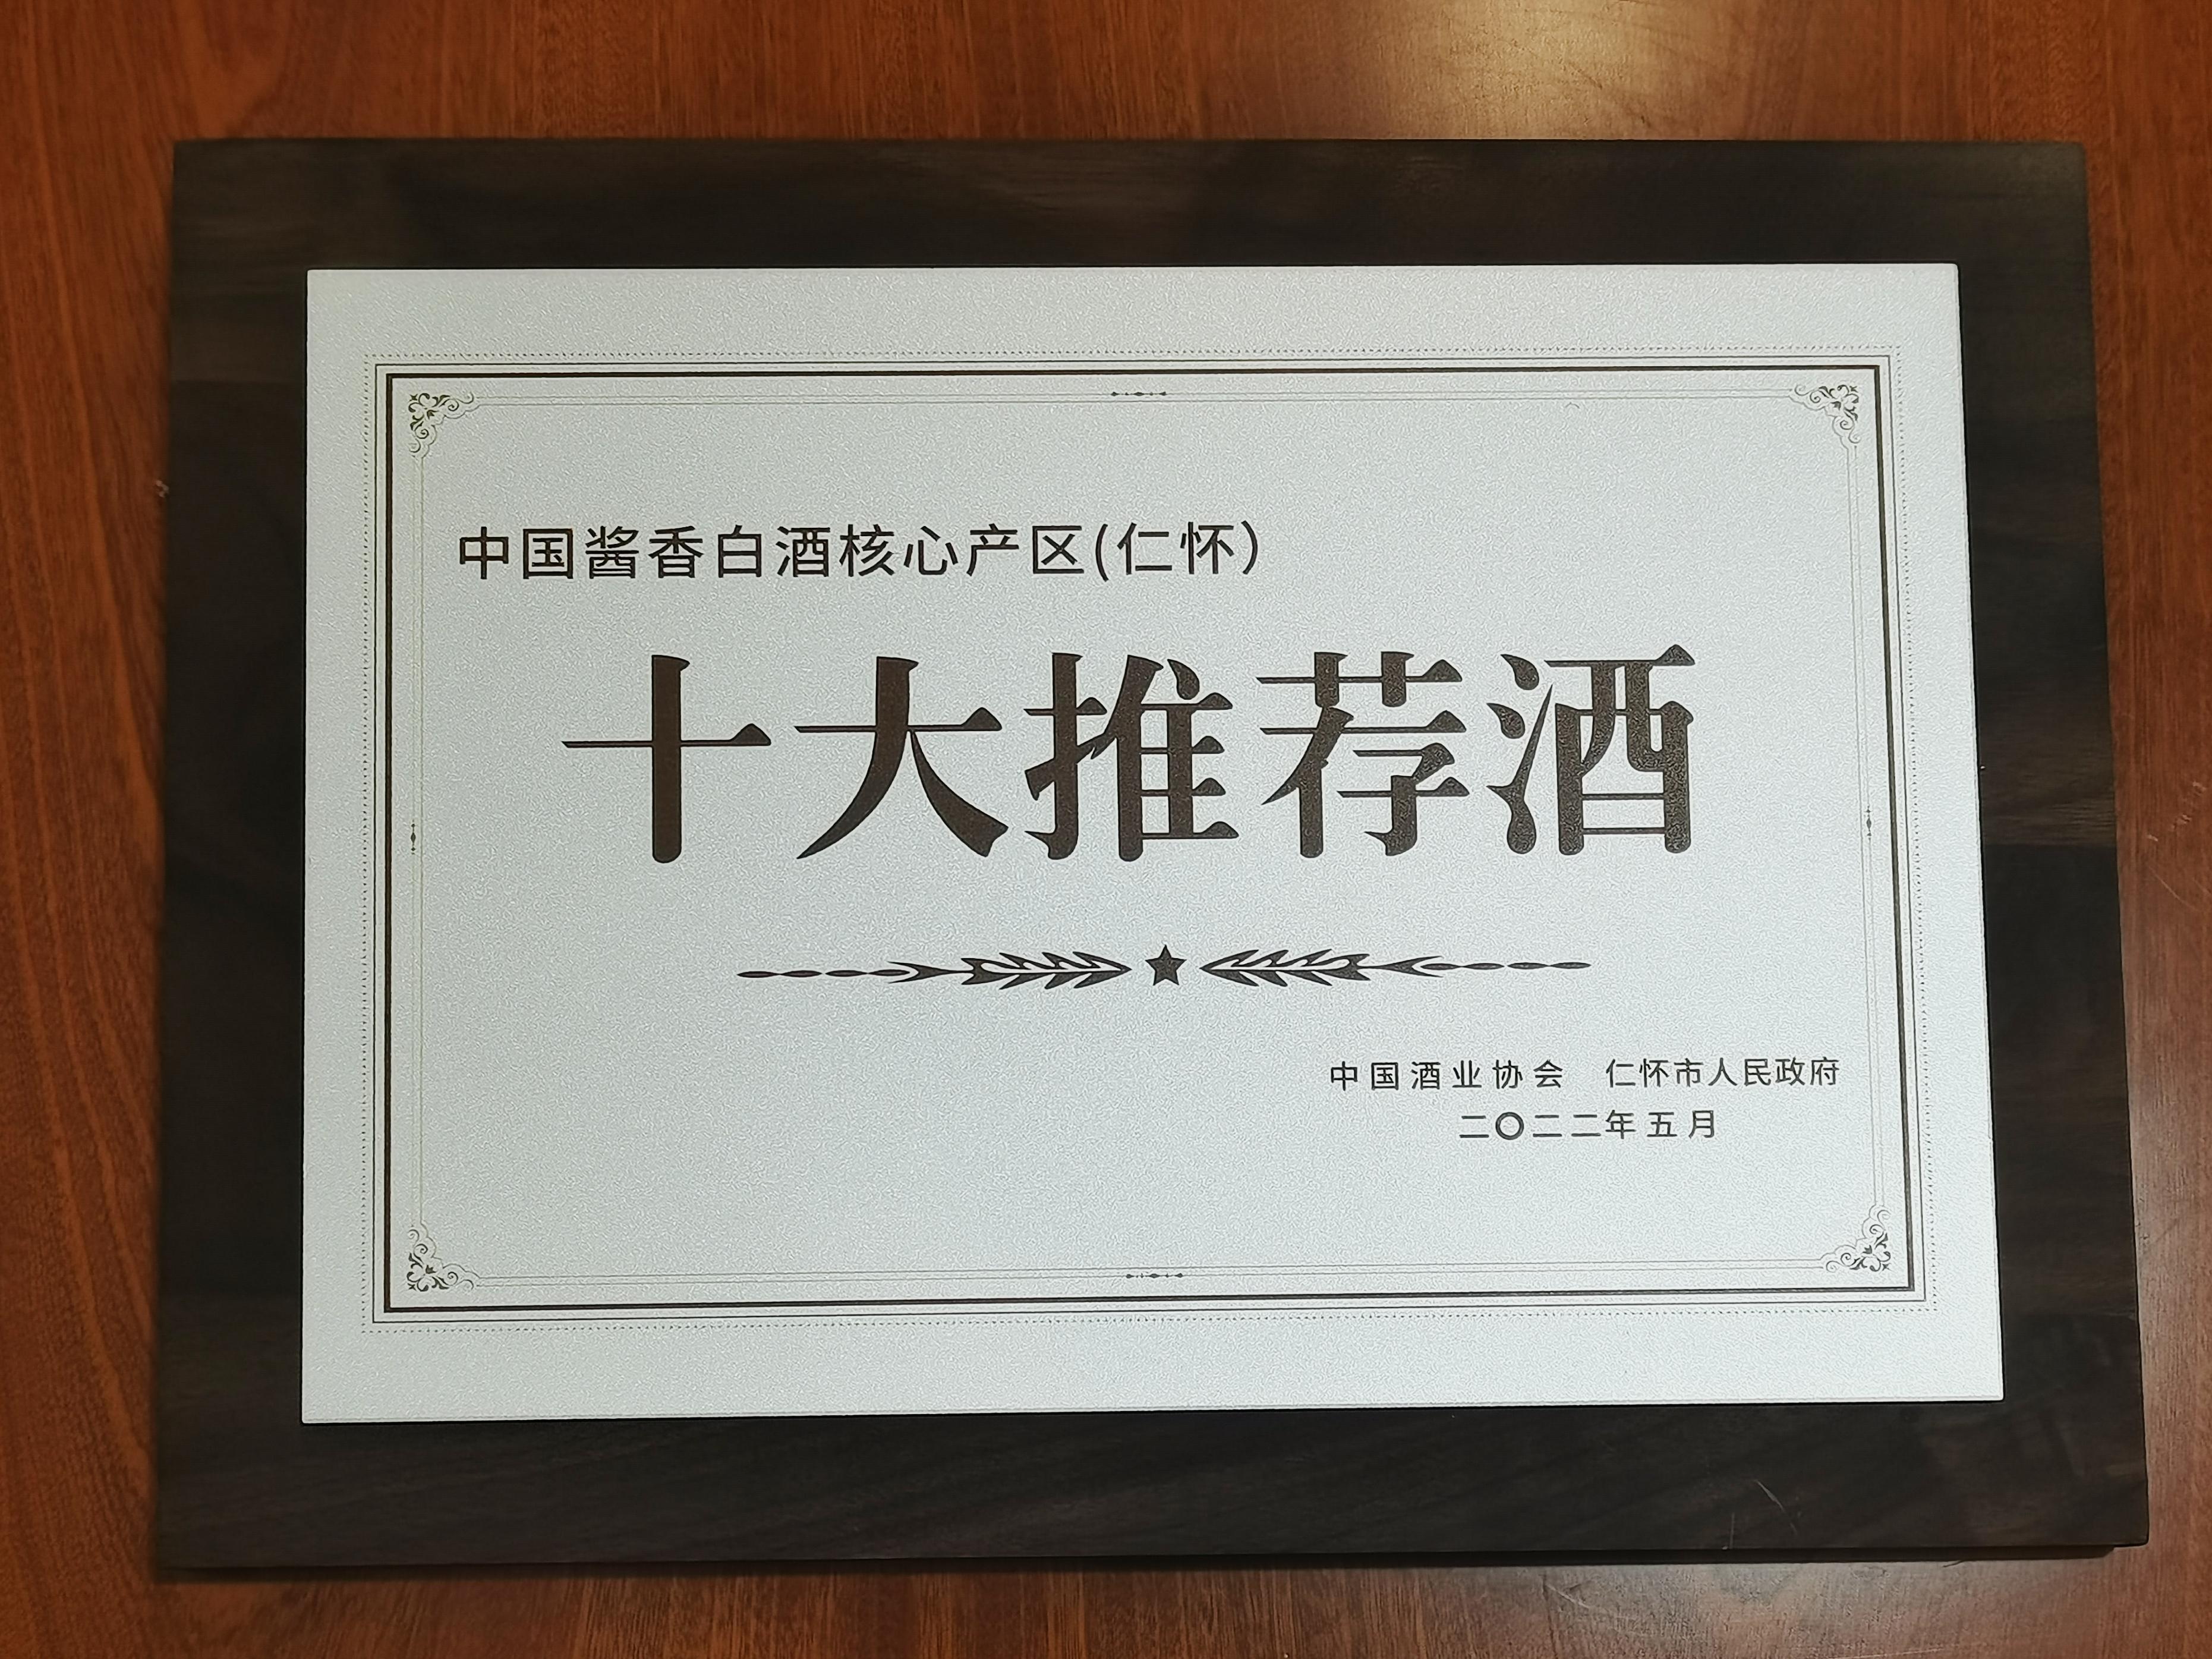 中国酱香白酒核心产区(仁怀)
十大推荐酒
中国酒业协会 仁怀市人民政府
二〇二二年五月